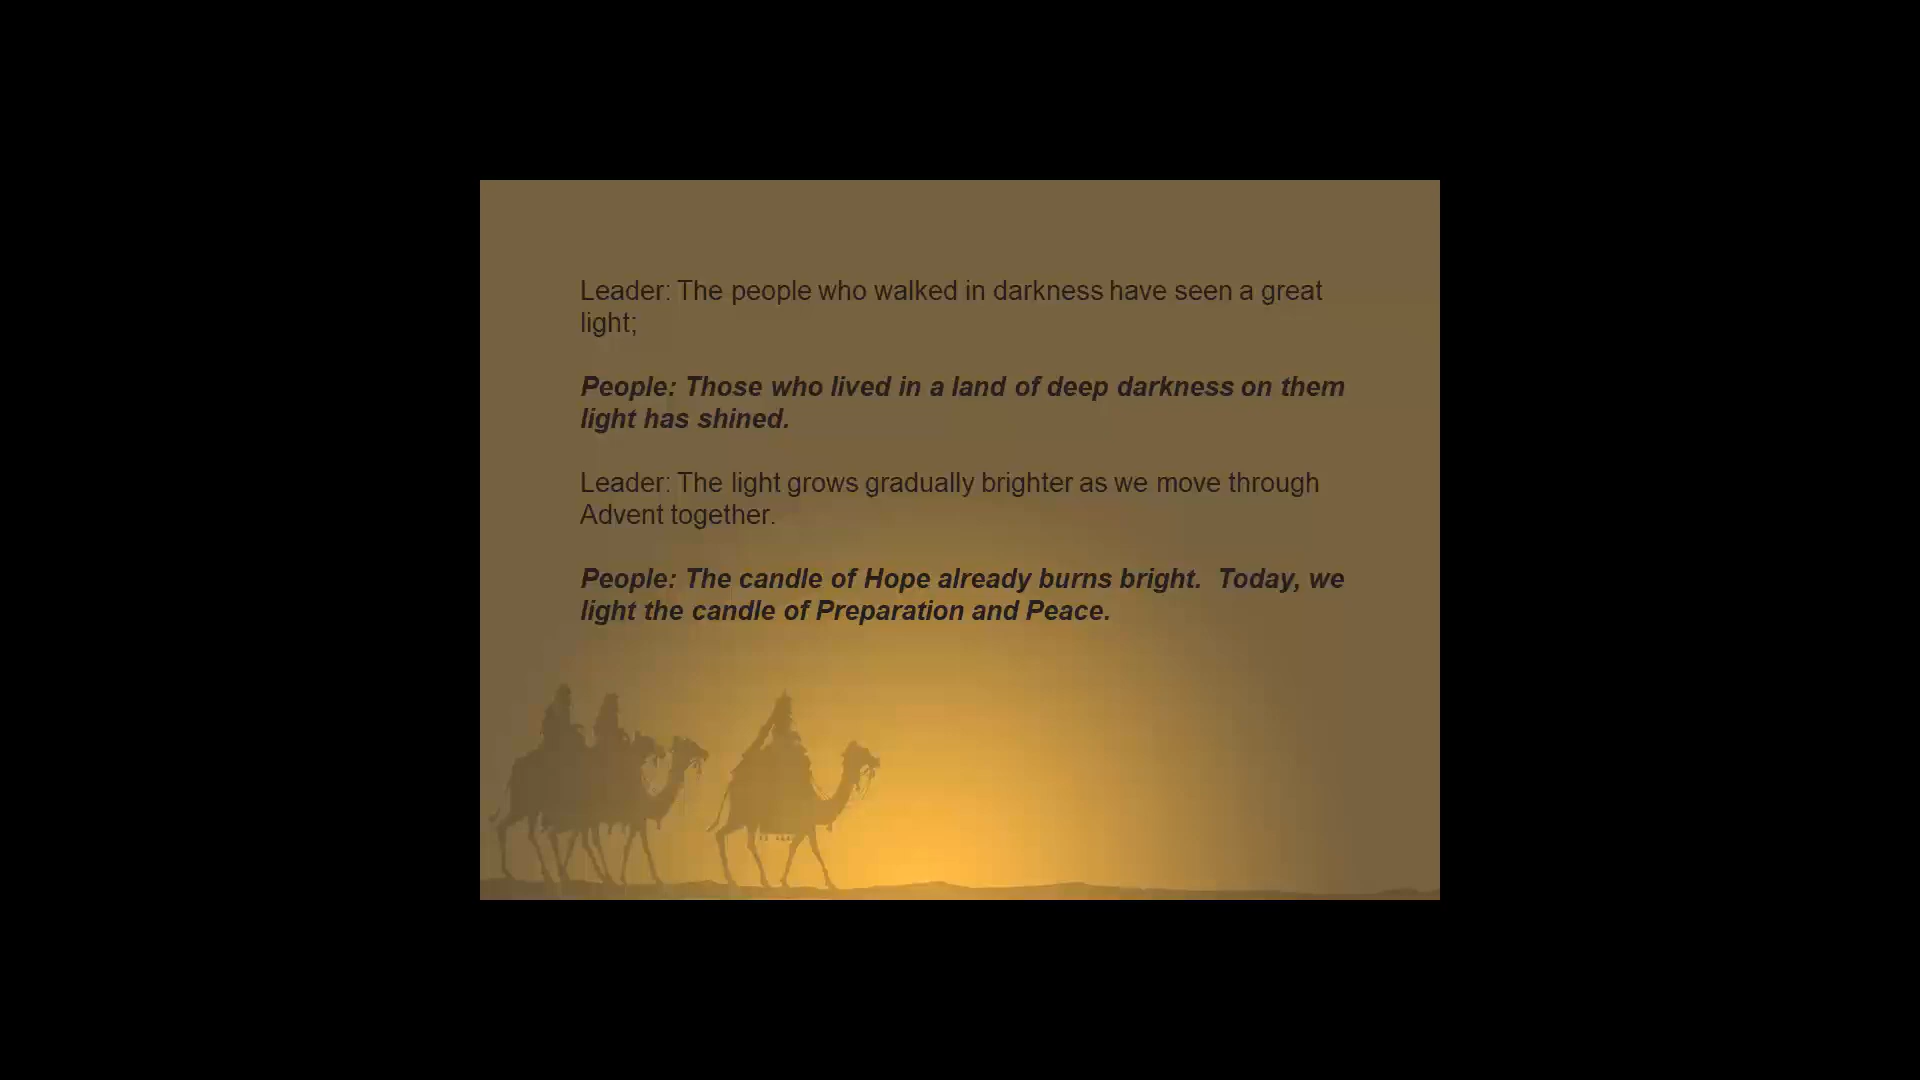 Leader: The people who walked in darkness have seen a great
light;
People: Those who lived in a land of deep darkness on them
light has shined.
Leader: The light grows gradually brighter as we move through
Advent together.
People: The candle of Hope already burns bright.  Today, we
light the candle of Preparation and Peace.